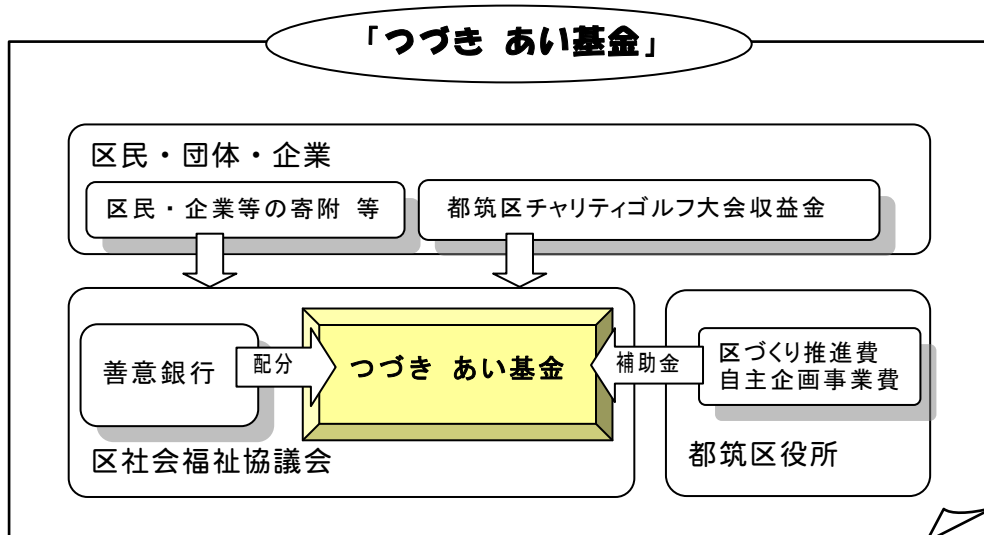 「つづき あい基金」
区民・団体・企業
区民・企業等の寄附 等
都筑区チャリティゴルフ大会収益金
善意銀行
配分
つづき あい基金
補助金
区づくり推進費
自主企画事業費
区社会福祉協議会
都筑区役所